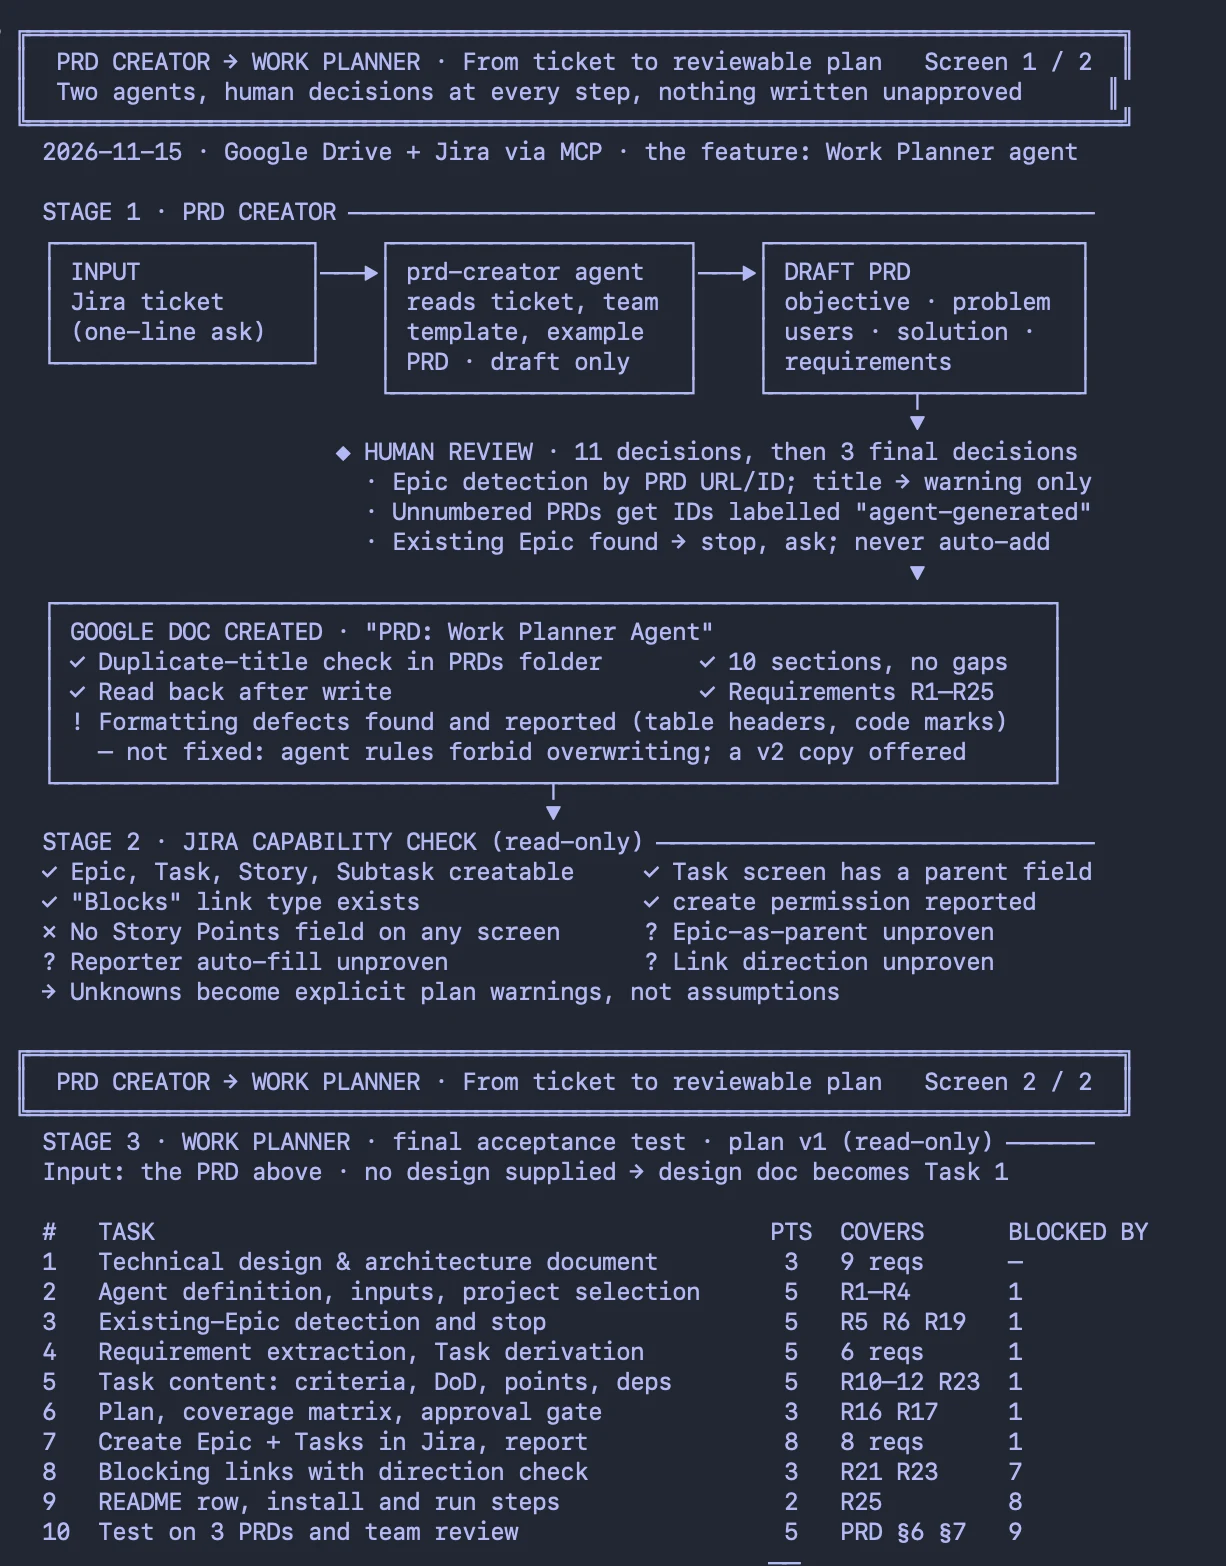 PRD CREATOR → WORK PLANNER · From ticket to reviewable plan Screen 1 / 2
Two agents, human decisions at every step, nothing written unapproved
2026-11-15 · Google Drive + Jira via MCP · the feature: Work Planner agent
STAGE 1 · PRD CREATOR
INPUT
Jira ticket
(one-line ask)
prd-creator agent
reads ticket, team
template, example
PRD · draft only
DRAFT PRD
objective · problem
users · solution ·
requirements
◆ HUMAN REVIEW · 11 decisions, then 3 final decisions
· Epic detection by PRD URL/ID; title → warning only
· Unnumbered PRDs get IDs labelled "agent-generated"
· Existing Epic found → stop, ask; never auto-add
GOOGLE DOC CREATED · "PRD: Work Planner Agent"
✓ Duplicate-title check in PRDs folder ✓ 10 sections, no gaps
✓ Read back after write ✓ Requirements R1–R25
! Formatting defects found and reported (table headers, code marks)
— not fixed: agent rules forbid overwriting; a v2 copy offered
STAGE 2 · JIRA CAPABILITY CHECK (read-only)
✓ Epic, Task, Story, Subtask creatable ✓ Task screen has a parent field
✓ "Blocks" link type exists ✓ create permission reported
× No Story Points field on any screen ? Epic-as-parent unproven
? Reporter auto-fill unproven ? Link direction unproven
→ Unknowns become explicit plan warnings, not assumptions
PRD CREATOR → WORK PLANNER · From ticket to reviewable plan Screen 2 / 2
STAGE 3 · WORK PLANNER · final acceptance test · plan v1 (read-only)
Input: the PRD above · no design supplied → design doc becomes Task 1
# TASK PTS COVERS BLOCKED BY
1 Technical design & architecture document 3 9 reqs —
2 Agent definition, inputs, project selection 5 R1–R4 1
3 Existing-Epic detection and stop 5 R5 R6 R19 1
4 Requirement extraction, Task derivation 5 6 reqs 1
5 Task content: criteria, DoD, points, deps 5 R10–12 R23 1
6 Plan, coverage matrix, approval gate 3 R16 R17 1
7 Create Epic + Tasks in Jira, report 8 8 reqs 1
8 Blocking links with direction check 3 R21 R23 7
9 README row, install and run steps 2 R25 8
10 Test on 3 PRDs and team review 5 PRD §6 §7 9